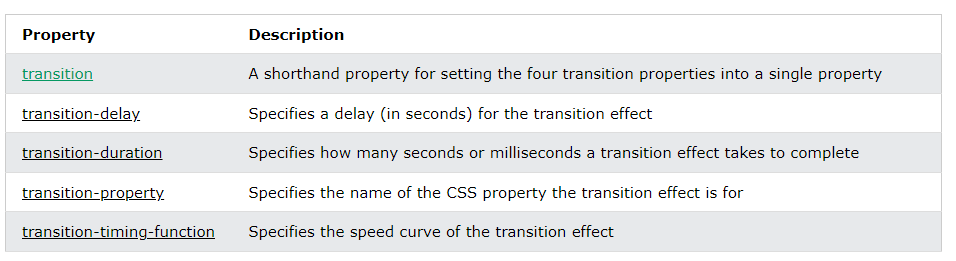 Property Description
transition A shorthand property for setting the four transition properties into a single property
transition-delay Specifies a delay (in seconds) for the transition effect
transition-duration Specifies how many seconds or milliseconds a transition effect takes to complete
transition-property Specifies the name of the CSS property the transition effect is for
transition-timing-function Specifies the speed curve of the transition effect